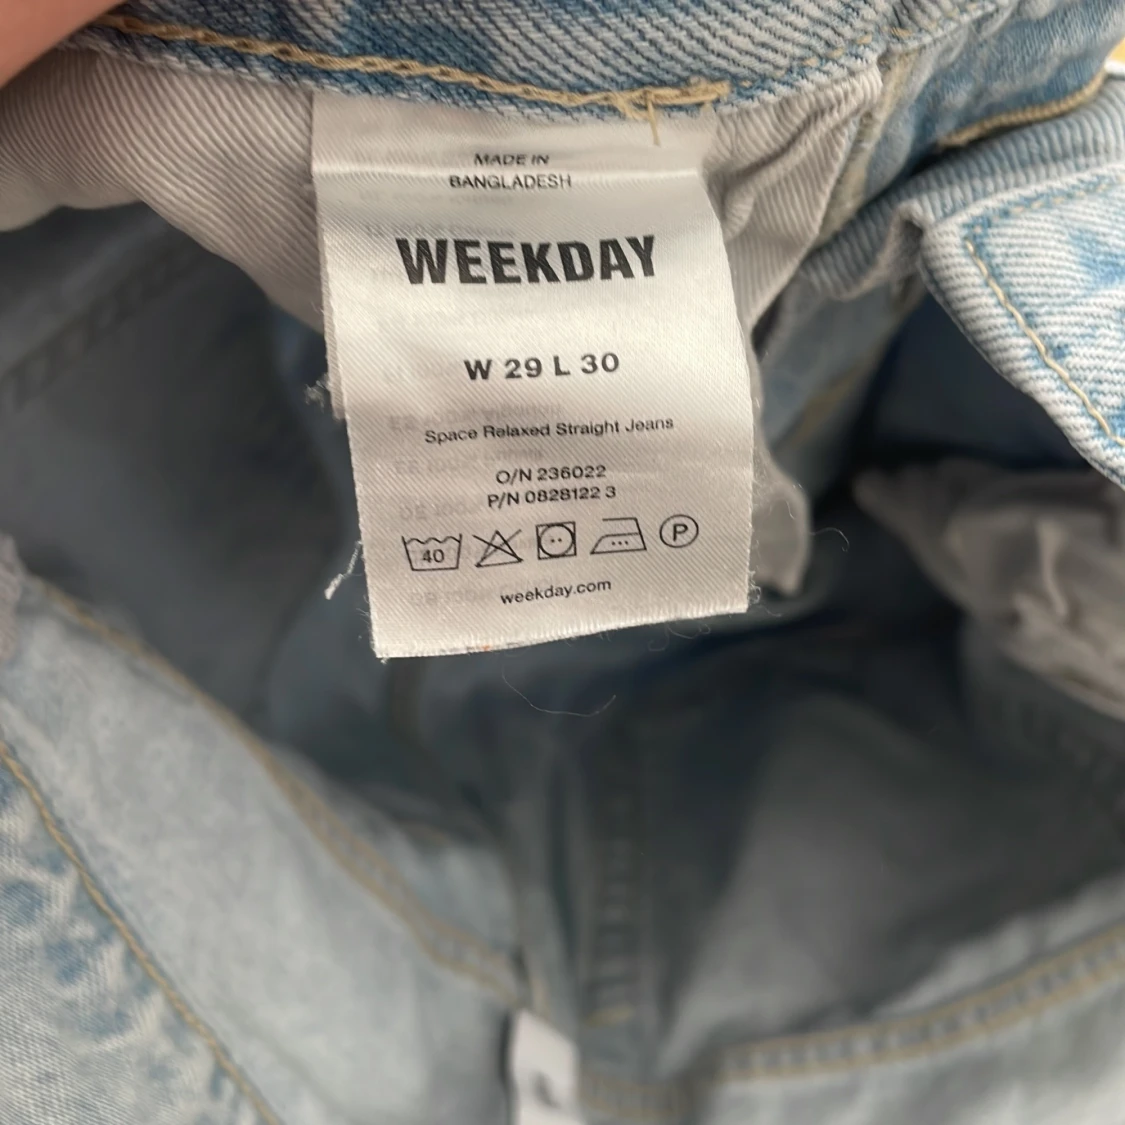 MADE IN
BANGLADESH
WEEKDAY
W 29 L 30
Space Relaxed Straight Jeans
O/N 236022
P/N 0828122 3
40
P
weekday.com